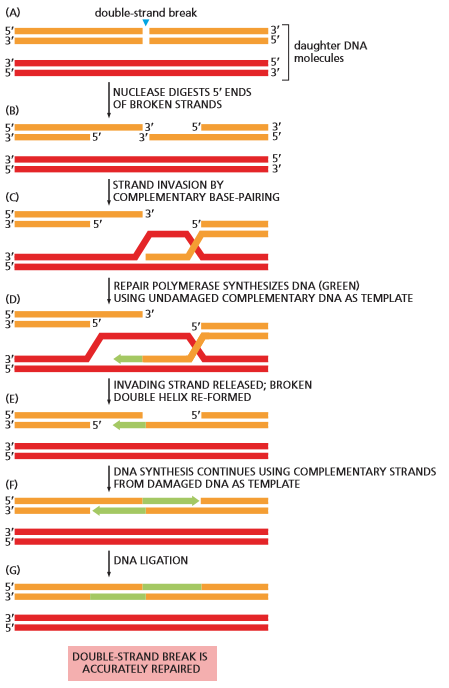 (A)
double-strand break
5' 3'
3' 5'
daughter DNA
molecules
3' 5'
5' 3'
NUCLEASE DIGESTS 5' ENDS
OF BROKEN STRANDS
(B)
5' 3' 5' 3'
3' 5' 3' 5'
3' 5'
5' 3'
STRAND INVASION BY
COMPLEMENTARY BASE-PAIRING
(C)
5' 3'
3' 5' 5'
3'
5'
REPAIR POLYMERASE SYNTHESIZES DNA (GREEN)
USING UNDAMAGED COMPLEMENTARY DNA AS TEMPLATE
(D)
5' 3'
3' 5' 5'
3'
5'
INVADING STRAND RELEASED; BROKEN
DOUBLE HELIX RE-FORMED
(E)
5' 5'
3' 5'
3'
5'
DNA SYNTHESIS CONTINUES USING COMPLEMENTARY STRANDS
FROM DAMAGED DNA AS TEMPLATE
(F)
5'
3'
3'
5'
DNA LIGATION
(G)
5'
3'
3'
5'
DOUBLE-STRAND BREAK IS
ACCURATELY REPAIRED